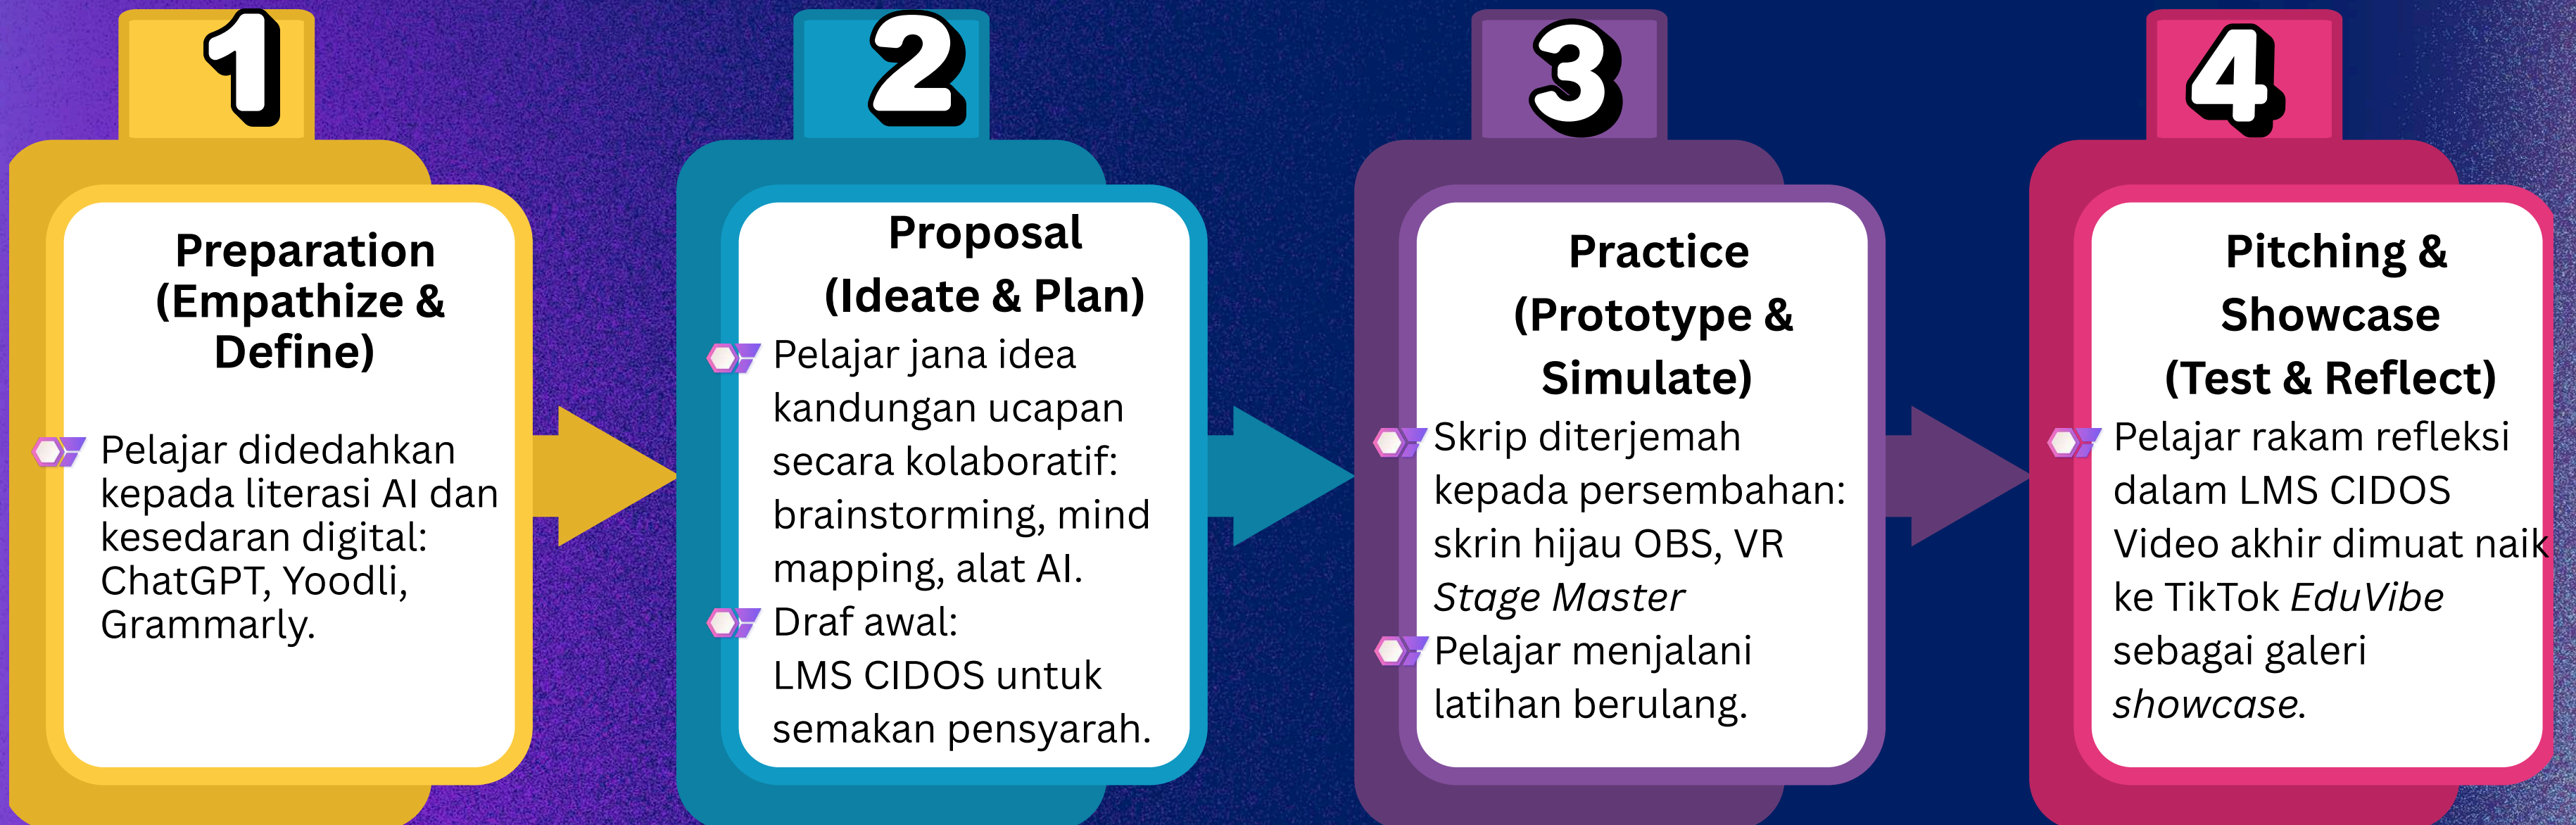 1
Preparation
(Empathize &
Define)
Pelajar didedahkan
kepada literasi AI dan
kesedaran digital:
ChatGPT, Yoodli,
Grammarly.
2
Proposal
(Ideate & Plan)
Pelajar jana idea
kandungan ucapan
secara kolaboratif:
brainstorming, mind
mapping, alat AI.
Draf awal:
LMS CIDOS untuk
semakan pensyarah.
3
Practice
(Prototype &
Simulate)
Skrip diterjemah
kepada persembahan:
skrin hijau OBS, VR
Stage Master
Pelajar menjalani
latihan berulang.
4
Pitching &
Showcase
(Test & Reflect)
Pelajar rakam refleksi
dalam LMS CIDOS
Video akhir dimuat naik
ke TikTok EduVibe
sebagai galeri
showcase.